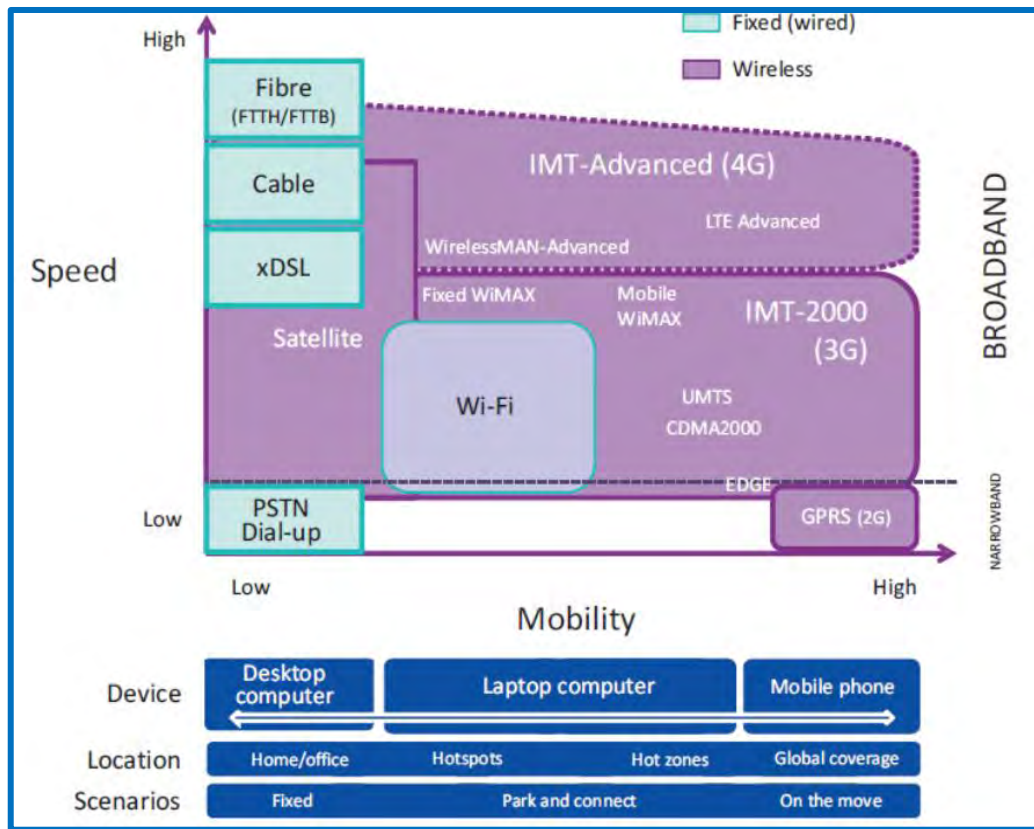 High
Fixed (wired)
Wireless
Fibre
(FTTH/FTTB)
IMT-Advanced (4G)
Cable
LTE Advanced
WirelessMAN-Advanced
Speed
xDSL
BROADBAND
Fixed WiMAX
Mobile
WiMAX
IMT-2000
(3G)
Satellite
Wi-Fi
UMTS
CDMA2000
EDGE
Low
PSTN
Dial-up
GPRS (2G)
NARROWBAND
Low
High
Mobility
Device
Desktop
computer
Laptop computer
Mobile phone
Location
Home/office
Hotspots
Hot zones
Global coverage
Scenarios
Fixed
Park and connect
On the move